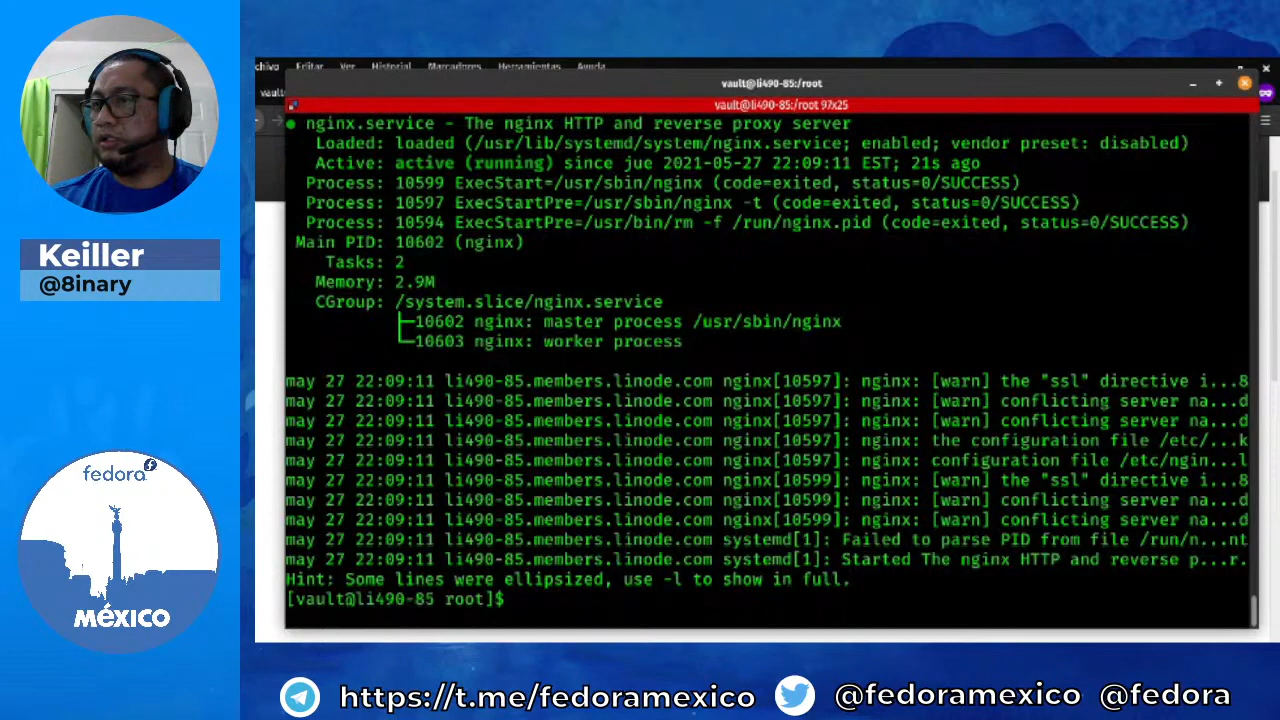 Keiller
@8inary
fedora
México
Archivo Editar Ver Historial Marcadores Herramientas Ayuda
vault@li490-85:/root
vault@li490-85:/root 97x25
● nginx.service - The nginx HTTP and reverse proxy server
Loaded: loaded (/usr/lib/systemd/system/nginx.service; enabled; vendor preset: disabled)
Active: active (running) since jue 2021-05-27 22:09:11 EST; 21s ago
Process: 10599 ExecStart=/usr/sbin/nginx (code=exited, status=0/SUCCESS)
Process: 10597 ExecStartPre=/usr/sbin/nginx -t (code=exited, status=0/SUCCESS)
Process: 10594 ExecStartPre=/usr/bin/rm -f /run/nginx.pid (code=exited, status=0/SUCCESS)
Main PID: 10602 (nginx)
Tasks: 2
Memory: 2.9M
CGroup: /system.slice/nginx.service
├─10602 nginx: master process /usr/sbin/nginx
└─10603 nginx: worker process
may 27 22:09:11 li490-85.members.linode.com nginx[10597]: nginx: [warn] the "ssl" directive i...8
may 27 22:09:11 li490-85.members.linode.com nginx[10597]: nginx: [warn] conflicting server na...d
may 27 22:09:11 li490-85.members.linode.com nginx[10597]: nginx: [warn] conflicting server na...d
may 27 22:09:11 li490-85.members.linode.com nginx[10597]: nginx: the configuration file /etc/...k
may 27 22:09:11 li490-85.members.linode.com nginx[10597]: nginx: configuration file /etc/ngin...l
may 27 22:09:11 li490-85.members.linode.com nginx[10599]: nginx: [warn] the "ssl" directive i...8
may 27 22:09:11 li490-85.members.linode.com nginx[10599]: nginx: [warn] conflicting server na...d
may 27 22:09:11 li490-85.members.linode.com nginx[10599]: nginx: [warn] conflicting server na...d
may 27 22:09:11 li490-85.members.linode.com systemd[1]: Failed to parse PID from file /run/n...nt
may 27 22:09:11 li490-85.members.linode.com systemd[1]: Started The nginx HTTP and reverse p...r.
Hint: Some lines were ellipsized, use -l to show in full.
[vault@li490-85 root]$
https://t.me/fedoramexico @fedoramexico @fedora